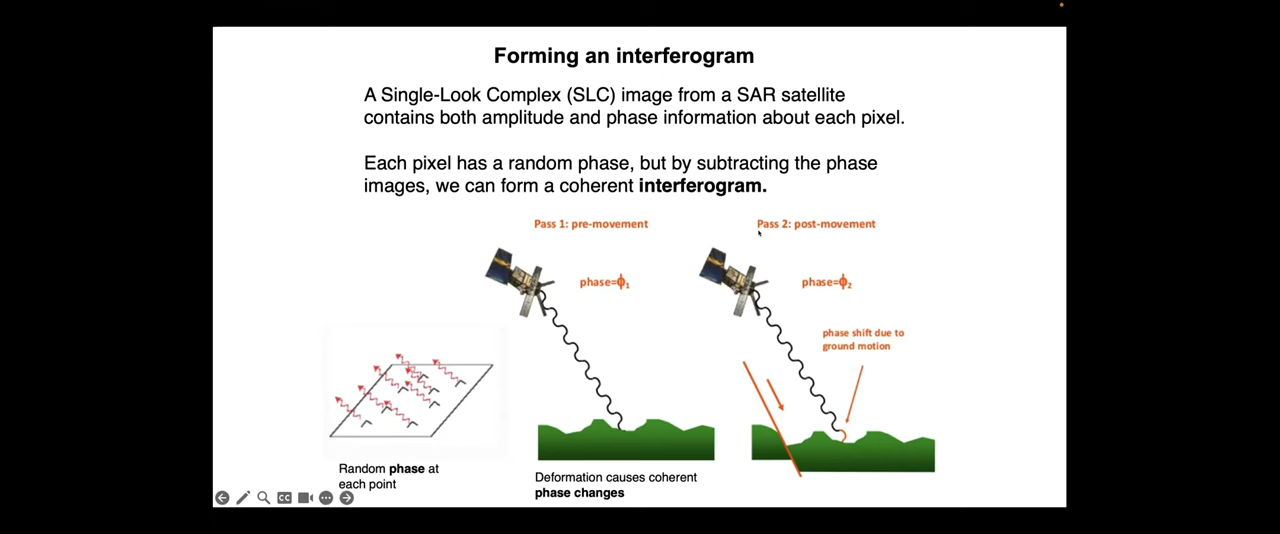 Forming an interferogram
A Single-Look Complex (SLC) image from a SAR satellite
contains both amplitude and phase information about each pixel.
Each pixel has a random phase, but by subtracting the phase
images, we can form a coherent interferogram.
Pass 1: pre-movement
Pass 2: post-movement
phase=ϕ₁
phase=ϕ₂
phase shift due to
ground motion
Random phase at
each point
Deformation causes coherent
phase changes
CC